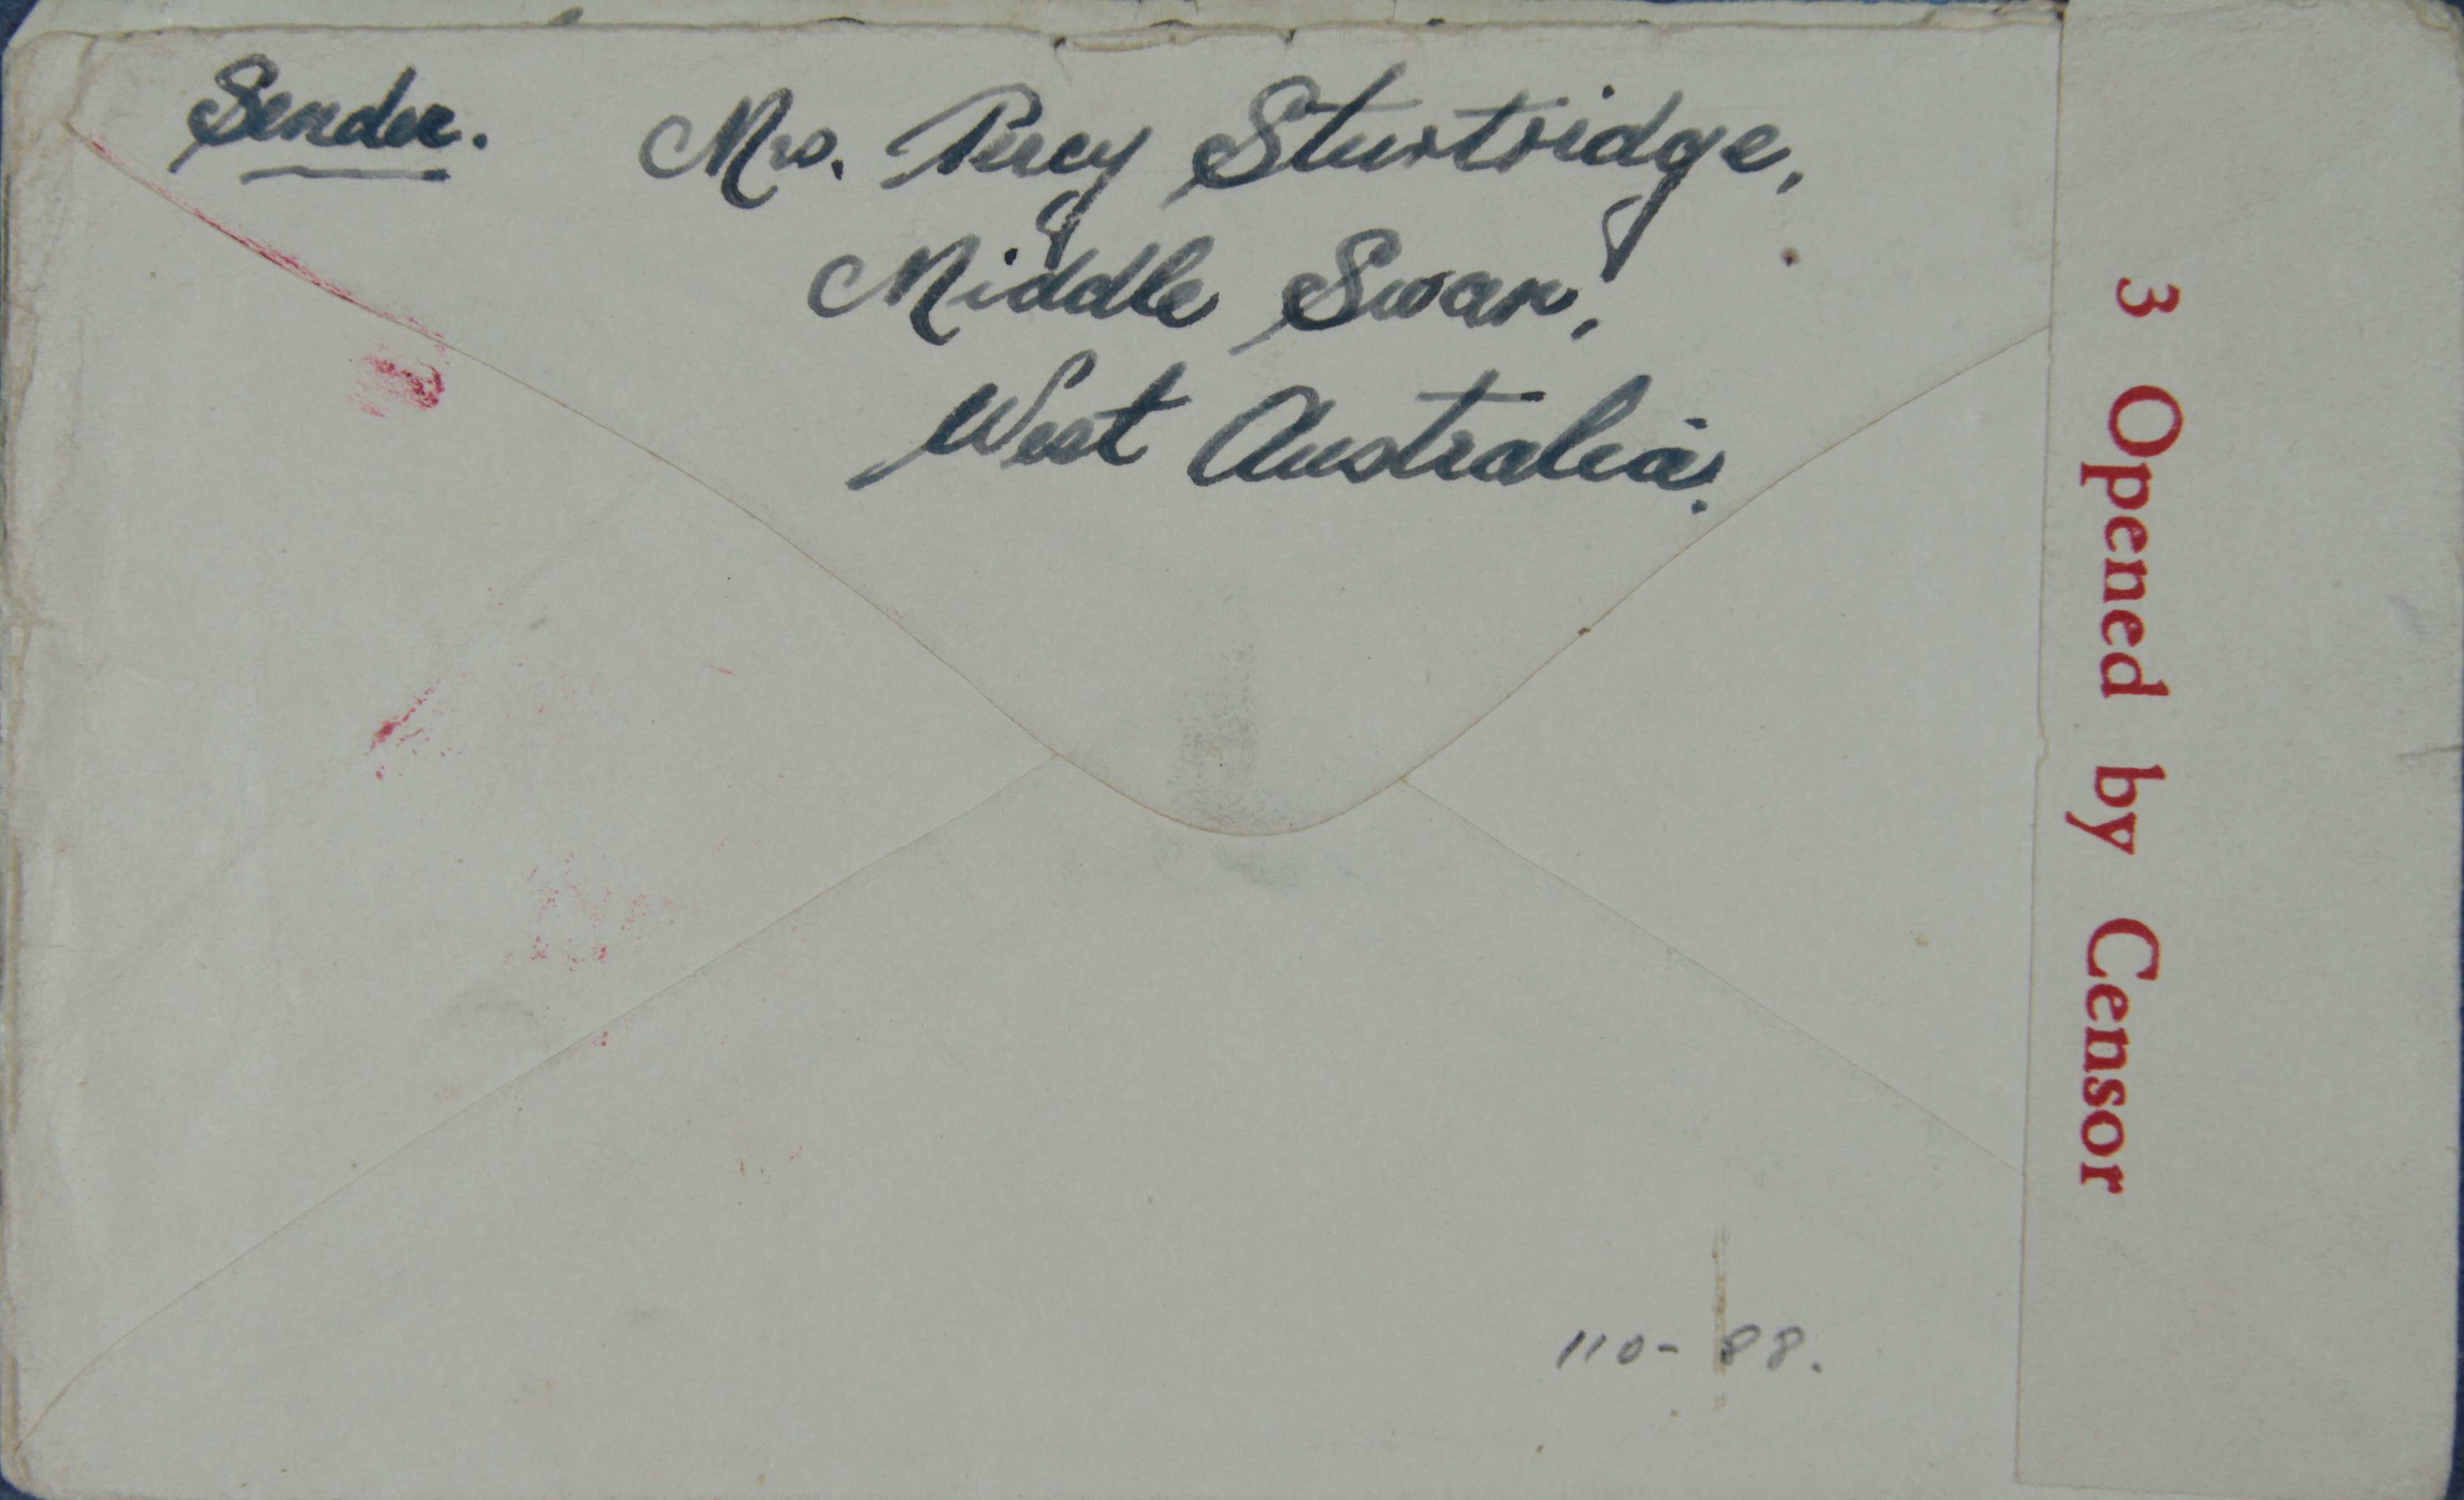 Sender. Mrs. Percy Sturtridge,
Middle Swan,
West Australia.
3 Opened by Censor
110-88.